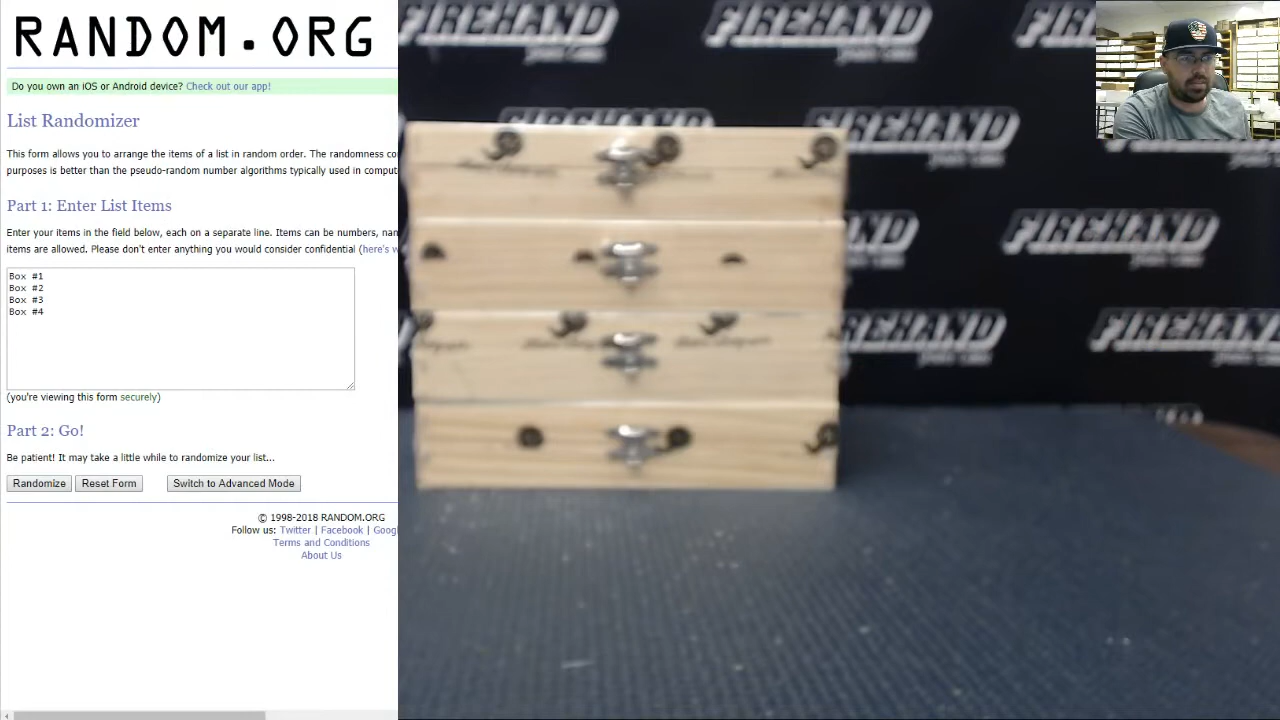 RANDOM.ORG
Do you own an iOS or Android device? Check out our app!
List Randomizer
This form allows you to arrange the items of a list in random order. The randomness co
purposes is better than the pseudo-random number algorithms typically used in comput
Part 1: Enter List Items
Enter your items in the field below, each on a separate line. Items can be numbers, nam
items are allowed. Please don't enter anything you would consider confidential (here's w
Box #1
Box #2
Box #3
Box #4
(you're viewing this form securely)
Part 2: Go!
Be patient! It may take a little while to randomize your list...
Randomize Reset Form Switch to Advanced Mode
© 1998-2018 RANDOM.ORG
Follow us: Twitter | Facebook | Googl
Terms and Conditions
About Us
FIREHAND
FIREHAND
FIREHAND
FIREHAND
FIREHAND
FIREHAND
FIREHAND